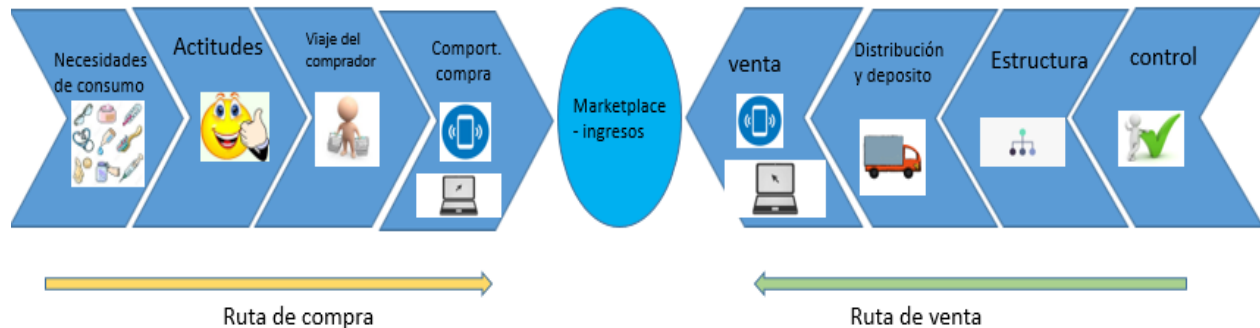 Necesidades
de consumo
Actitudes
Viaje del
comprador
Comport.
compra
Marketplace
- ingresos
venta
Distribución
y deposito
Estructura
control
Ruta de compra
Ruta de venta